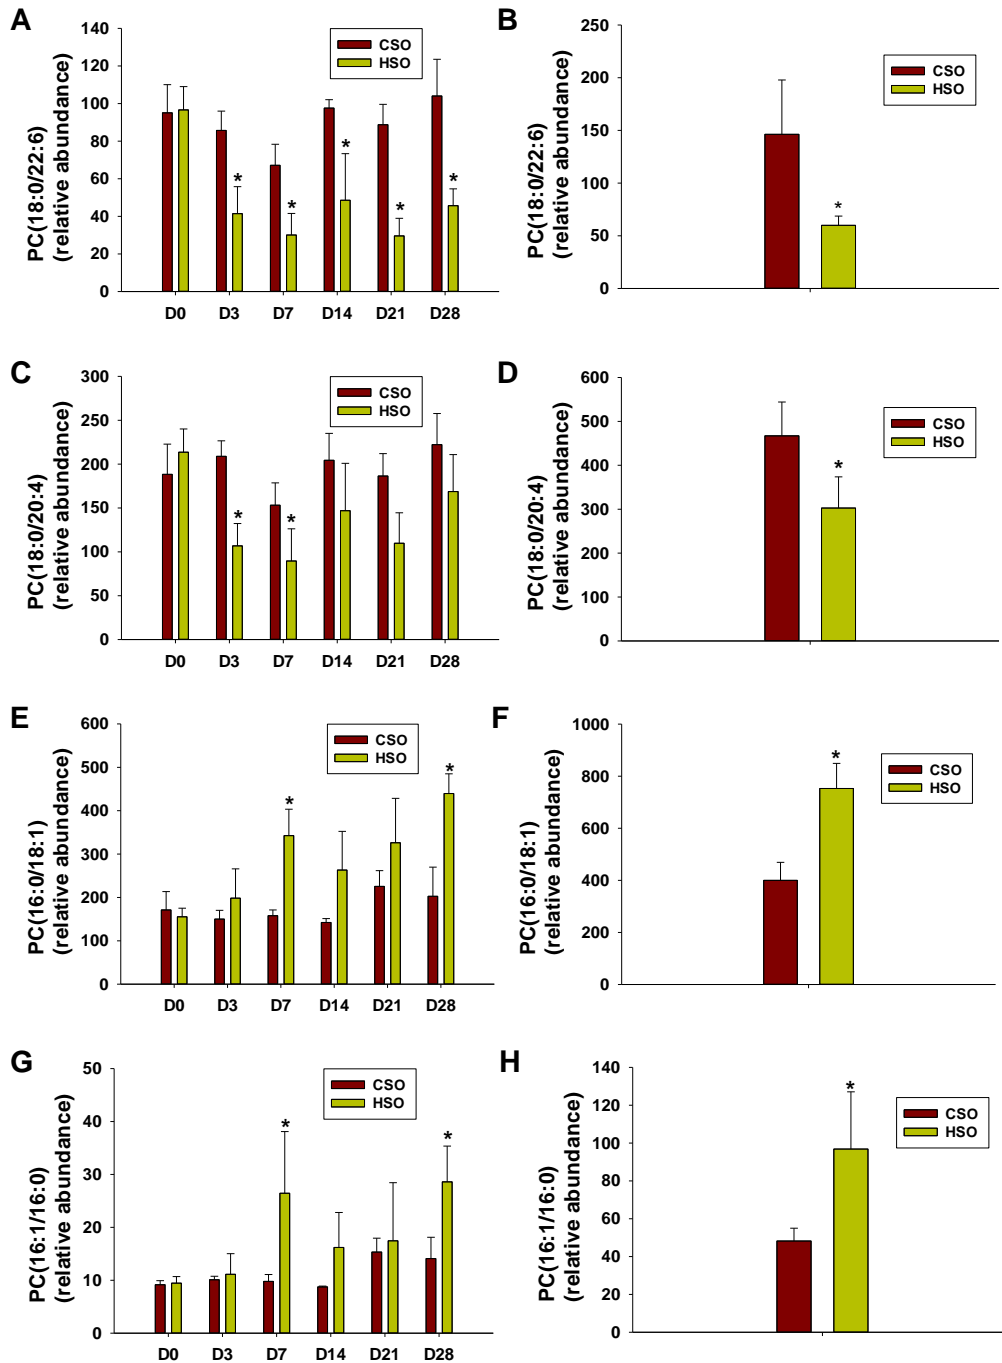 A
PC(18:0/22:6)
(relative abundance)
140
120
100
80
60
40
20
0
CSO
HSO
* * * * *
D0 D3 D7 D14 D21 D28
B
PC(18:0/22:6)
(relative abundance)
250
200
150
100
50
0
CSO
HSO
*
C
PC(18:0/20:4)
(relative abundance)
300
250
200
150
100
50
0
CSO
HSO
* *
D0 D3 D7 D14 D21 D28
D
PC(18:0/20:4)
(relative abundance)
600
500
400
300
200
100
0
CSO
HSO
*
E
PC(16:0/18:1)
(relative abundance)
600
500
400
300
200
100
0
CSO
HSO
* *
D0 D3 D7 D14 D21 D28
F
PC(16:0/18:1)
(relative abundance)
1000
800
600
400
200
0
CSO
HSO
*
G
PC(16:1/16:0)
(relative abundance)
50
40
30
20
10
0
CSO
HSO
* *
D0 D3 D7 D14 D21 D28
H
PC(16:1/16:0)
(relative abundance)
140
120
100
80
60
40
20
0
CSO
HSO
*